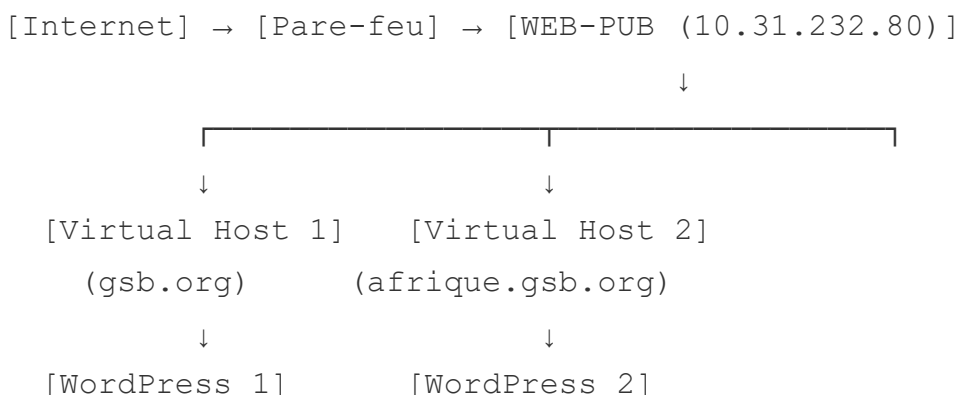 [Internet] → [Pare-feu] → [WEB-PUB (10.31.232.80)]
↓
↓ ↓
[Virtual Host 1] [Virtual Host 2]
(gsb.org) (afrique.gsb.org)
↓ ↓
[WordPress 1] [WordPress 2]